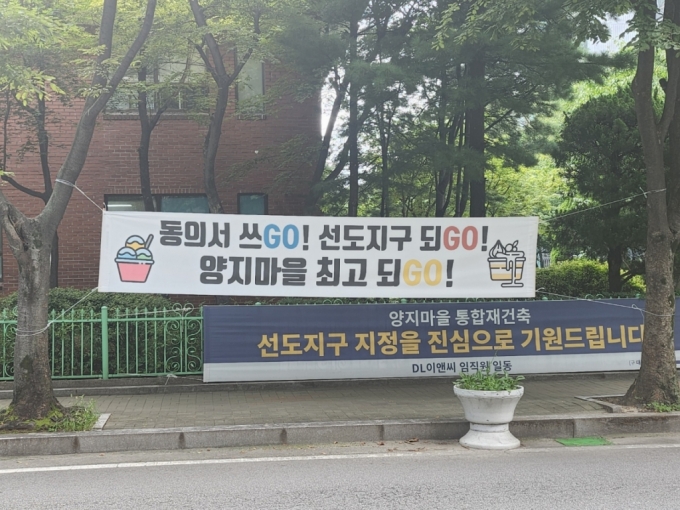 동의서 쓰GO! 선도지구 되GO!
양지마을 최고 되GO!
양지마을 통합재건축
선도지구 지정을 진심으로 기원드립니다
DL이앤씨 임직원 일동